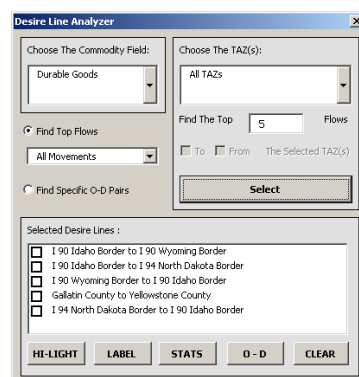 Desire Line Analyzer
Choose The Commodity Field:
Durable Goods
Find Top Flows
All Movements
Find Specific O-D Pairs
Choose The TAZ(s):
All TAZs
Find The Top 5 Flows
To From The Selected TAZ(s)
Select
Selected Desire Lines :
I 90 Idaho Border to I 90 Wyoming Border
I 90 Idaho Border to I 94 North Dakota Border
I 90 Wyoming Border to I 90 Idaho Border
Gallatin County to Yellowstone County
I 94 North Dakota Border to I 90 Idaho Border
HI-LIGHT LABEL STATS O - D CLEAR